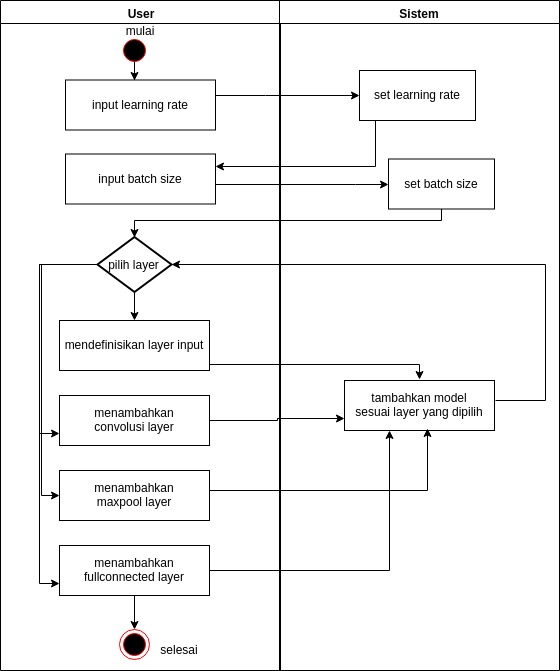 User
Sistem
mulai
input learning rate
set learning rate
input batch size
set batch size
pilih layer
mendefinisikan layer input
tambahkan model
sesuai layer yang dipilih
menambahkan
convolusi layer
menambahkan
maxpool layer
menambahkan
fullconnected layer
selesai